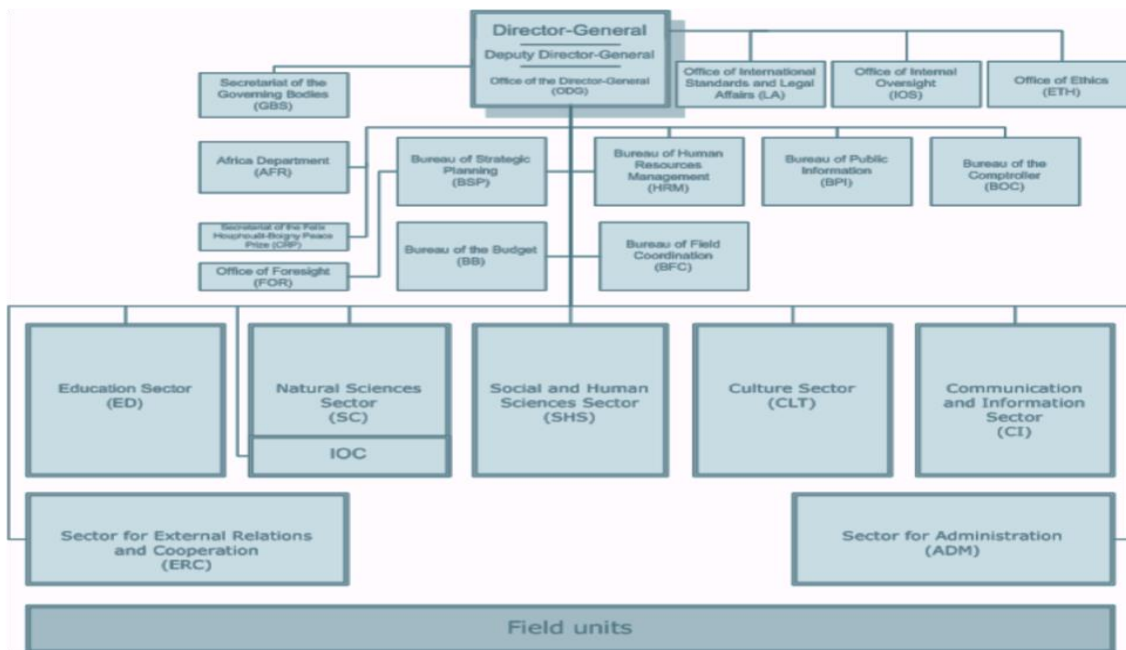 Director-General
Deputy Director-General
Office of the Director-General
(ODG)
Secretariat of the
Governing Bodies
(GBS)
Office of International
Standards and Legal
Affairs (LA)
Office of Internal
Oversight
(IOS)
Office of Ethics
(ETH)
Africa Department
(AFR)
Bureau of Strategic
Planning
(BSP)
Bureau of Human
Resources
Management
(HRM)
Bureau of Public
Information
(BPI)
Bureau of the
Comptroller
(BOC)
Secretariat of the Felix
Houphouët-Boigny Peace
Prize (CRP)
Office of Foresight
(FOR)
Bureau of the Budget
(BB)
Bureau of Field
Coordination
(BFC)
Education Sector
(ED)
Natural Sciences
Sector
(SC)
IOC
Social and Human
Sciences Sector
(SHS)
Culture Sector
(CLT)
Communication
and Information
Sector
(CI)
Sector for External Relations
and Cooperation
(ERC)
Sector for Administration
(ADM)
Field units